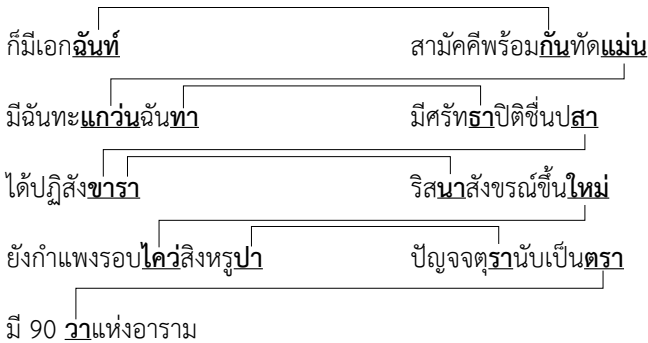 ก็มีเอกฉันท์ สามัคคีพร้อมกันทัดแม่น
มีฉันทะแกว่นฉันทา มีศรัทธาปิติชื่นปสา
ได้ปฏิสังขารา ริสนาสังขรณ์ขึ้นใหม่
ยังกำแพงรอบไคว่สิงหรูปา ปัญจจตุรานับเป็นตรา
มี 90 วาแห่งอาราม